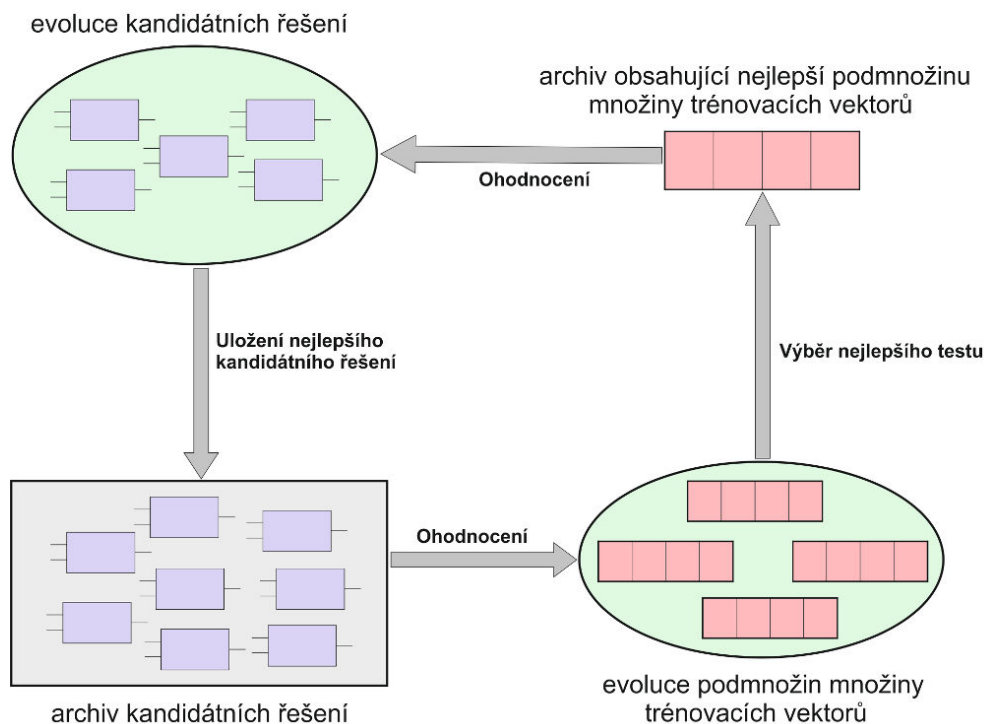 evoluce kandidátních řešení
archiv obsahující nejlepší podmnožinu
množiny trénovacích vektorů
Ohodnocení
Uložení nejlepšího
kandidátního řešení
Výběr nejlepšího testu
Ohodnocení
archiv kandidátních řešení
evoluce podmnožin množiny
trénovacích vektorů